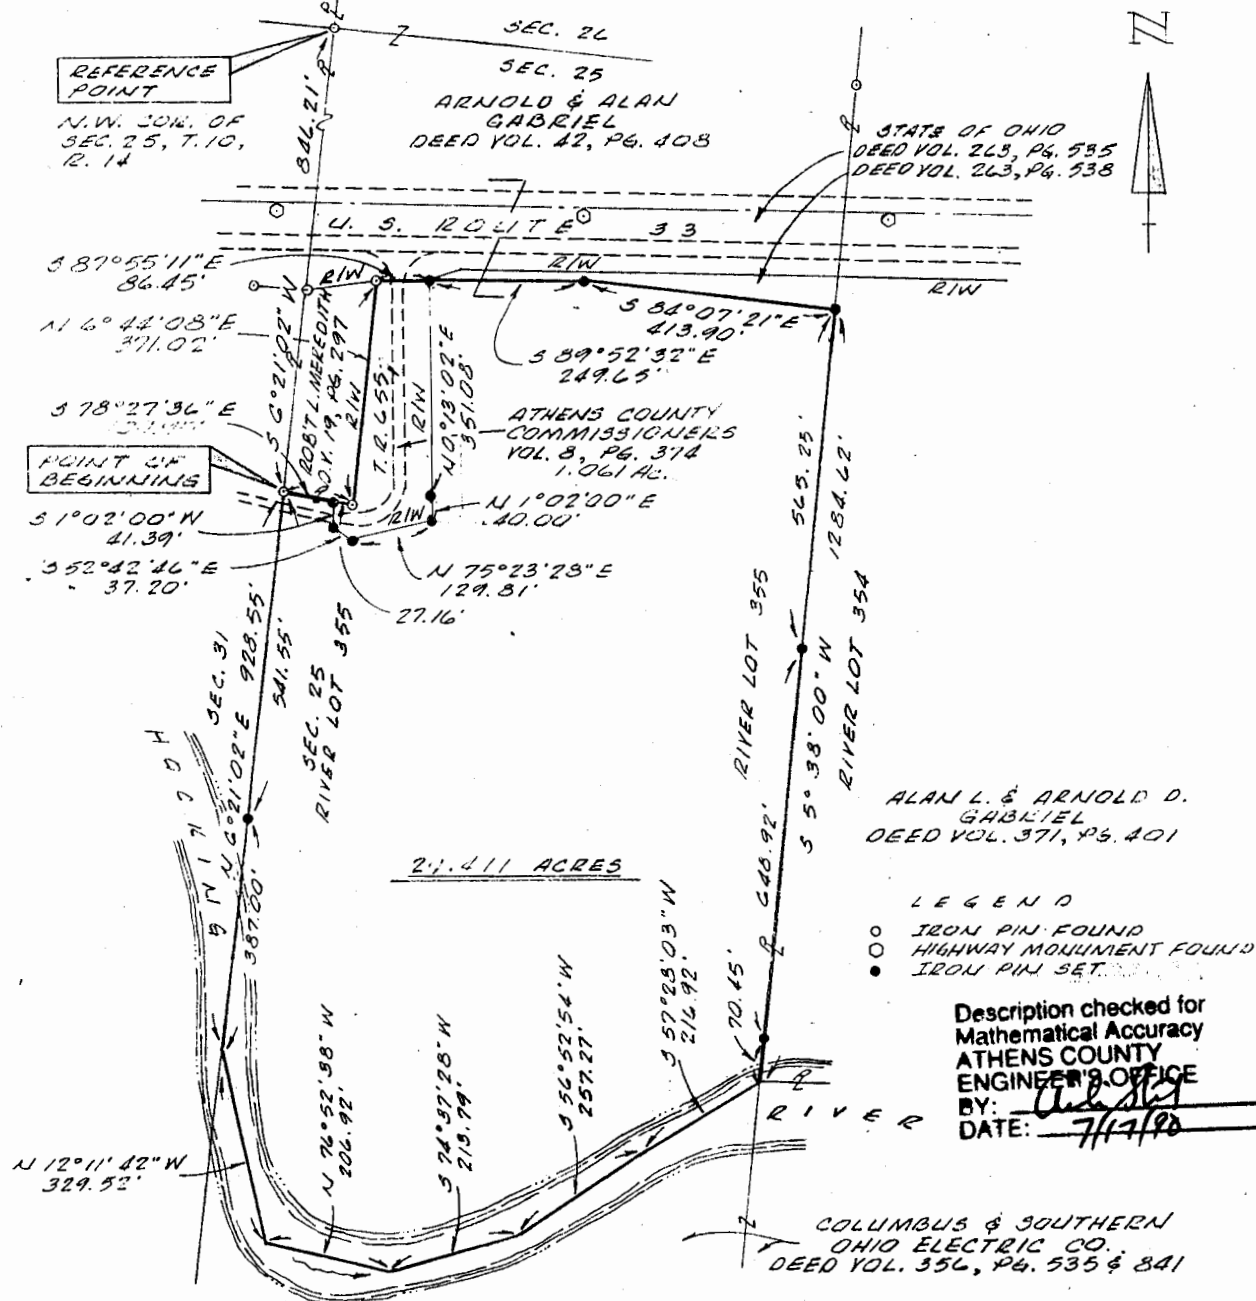 SEC. 26
SEC. 25
N
REFERENCE
POINT
N.W. COR. OF
SEC. 25, T. 10,
R. 14
846.21'
ARNOLD & ALAN
GABRIEL
DEED VOL. 42, PG. 408
STATE OF OHIO
DEED VOL. 263, PG. 535
DEED VOL. 263, PG. 538
U. S. ROUTE 33
R/W
R/W
R/W
S 87°55'11" E
86.45'
N 6°44'08" E
371.02'
S 6°21'02" W
ROB'T L. MEREDITH
D.V. 19, PG. 297
R/W
T.R. 655
R/W
N 0°13'02" E
351.08'
S 84°07'21" E
413.90'
S 89°52'32" E
249.65'
S 78°27'36" E
ATHENS COUNTY
COMMISSIONERS
VOL. 8, PG. 374
1.061 AC.
POINT OF
BEGINNING
S 1°02'00" W
41.39'
R/W
N 1°02'00" E
40.00'
S 52°42'46" E
37.20'
N 75°23'28" E
129.81'
27.16'
565.25'
1284.62'
SEC. 31
N 6°21'02" E 928.55'
541.55'
SEC. 25
RIVER LOT 355
RIVER LOT 355
S 5°38'00" W
RIVER LOT 354
HOCKING
387.00'
648.92'
ALAN L. & ARNOLD D.
GABRIEL
DEED VOL. 371, PG. 401
.411 ACRES
LEGEND
IRON PIN FOUND
HIGHWAY MONUMENT FOUND
IRON PIN SET
70.45'
S 57°28'03" W
216.92'
S 56°52'54" W
257.27'
S 74°37'28" W
213.79'
N 76°52'38" W
206.92'
N 12°11'42" W
329.52'
RIVER
Description checked for
Mathematical Accuracy
ATHENS COUNTY
ENGINEER'S OFFICE
BY:
DATE: 7/17/90
COLUMBUS & SOUTHERN
OHIO ELECTRIC CO.
DEED VOL. 356, PG. 535 & 841